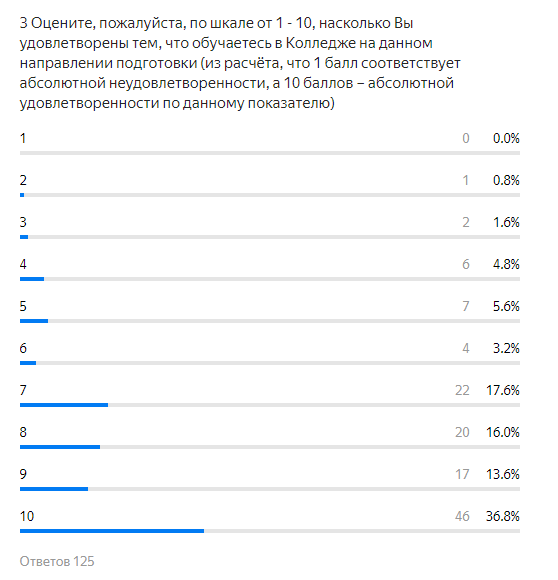 3 Оцените, пожалуйста, по шкале от 1 - 10, насколько Вы
удовлетворены тем, что обучаетесь в Колледже на данном
направлении подготовки (из расчёта, что 1 балл соответствует
абсолютной неудовлетворенности, а 10 баллов – абсолютной
удовлетворенности по данному показателю)
1 0 0.0%
2 1 0.8%
3 2 1.6%
4 6 4.8%
5 7 5.6%
6 4 3.2%
7 22 17.6%
8 20 16.0%
9 17 13.6%
10 46 36.8%
Ответов 125